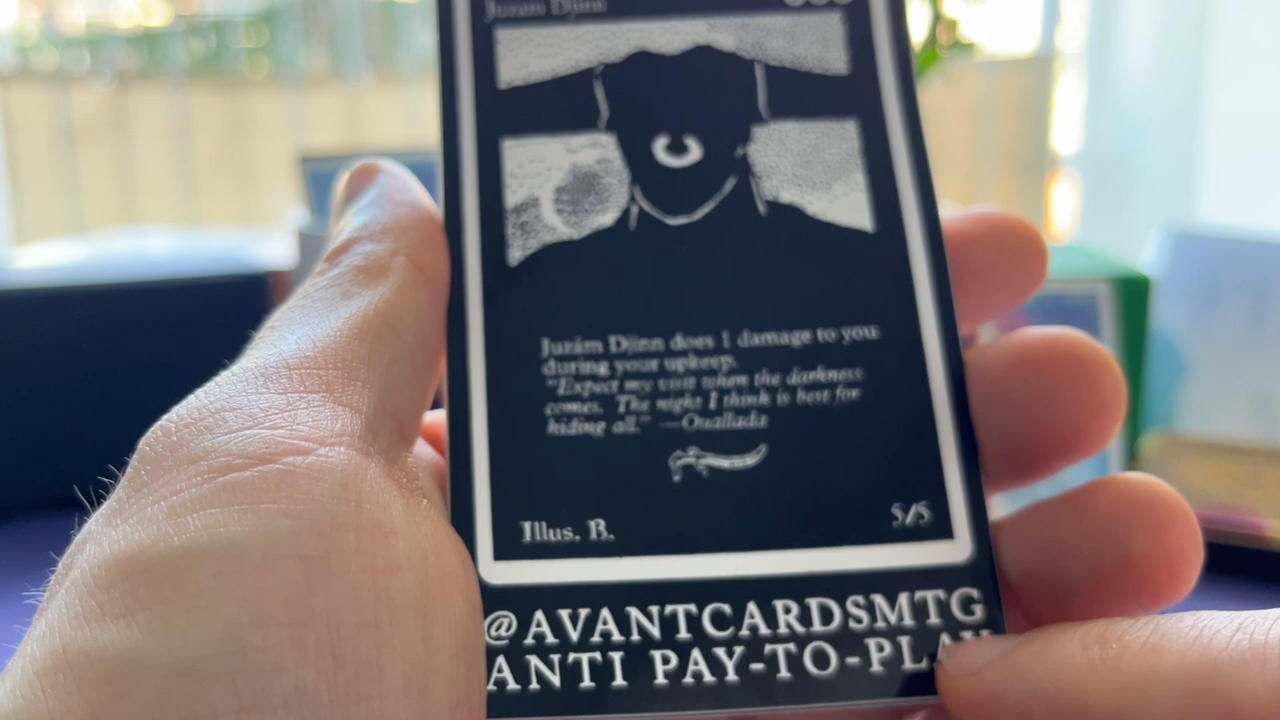 Juzám Djinn
Juzám Djinn does 1 damage to you
during your upkeep.
"Expect my visit when the darkness
comes. The night I think is best for
hiding all." —Ouallada
Illus. B.
5/5
@AVANTCARDSMTG
ANTI PAY-TO-PLAY